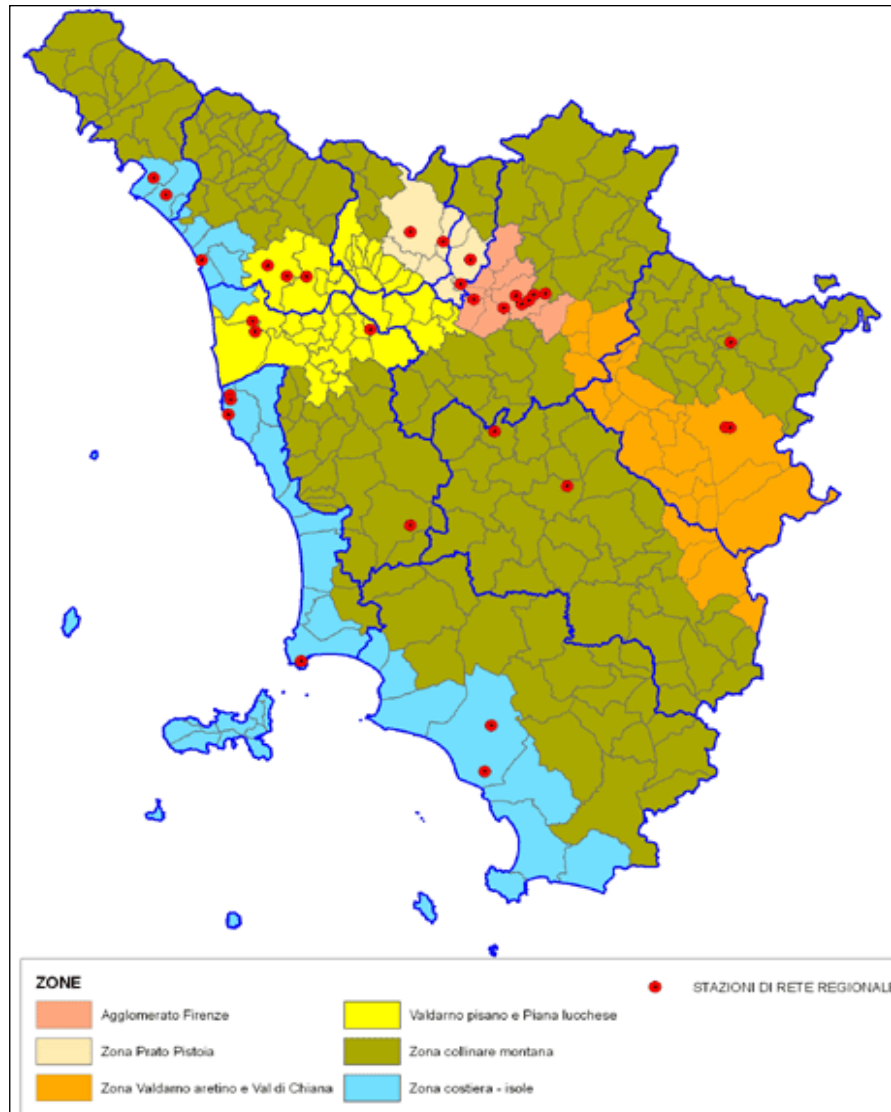 ZONE
STAZIONI DI RETE REGIONALE
Agglomerato Firenze
Valdarno pisano e Piana lucchese
Zona Prato Pistoia
Zona collinare montana
Zona Valdarno aretino e Val di Chiana
Zona costiera - isole